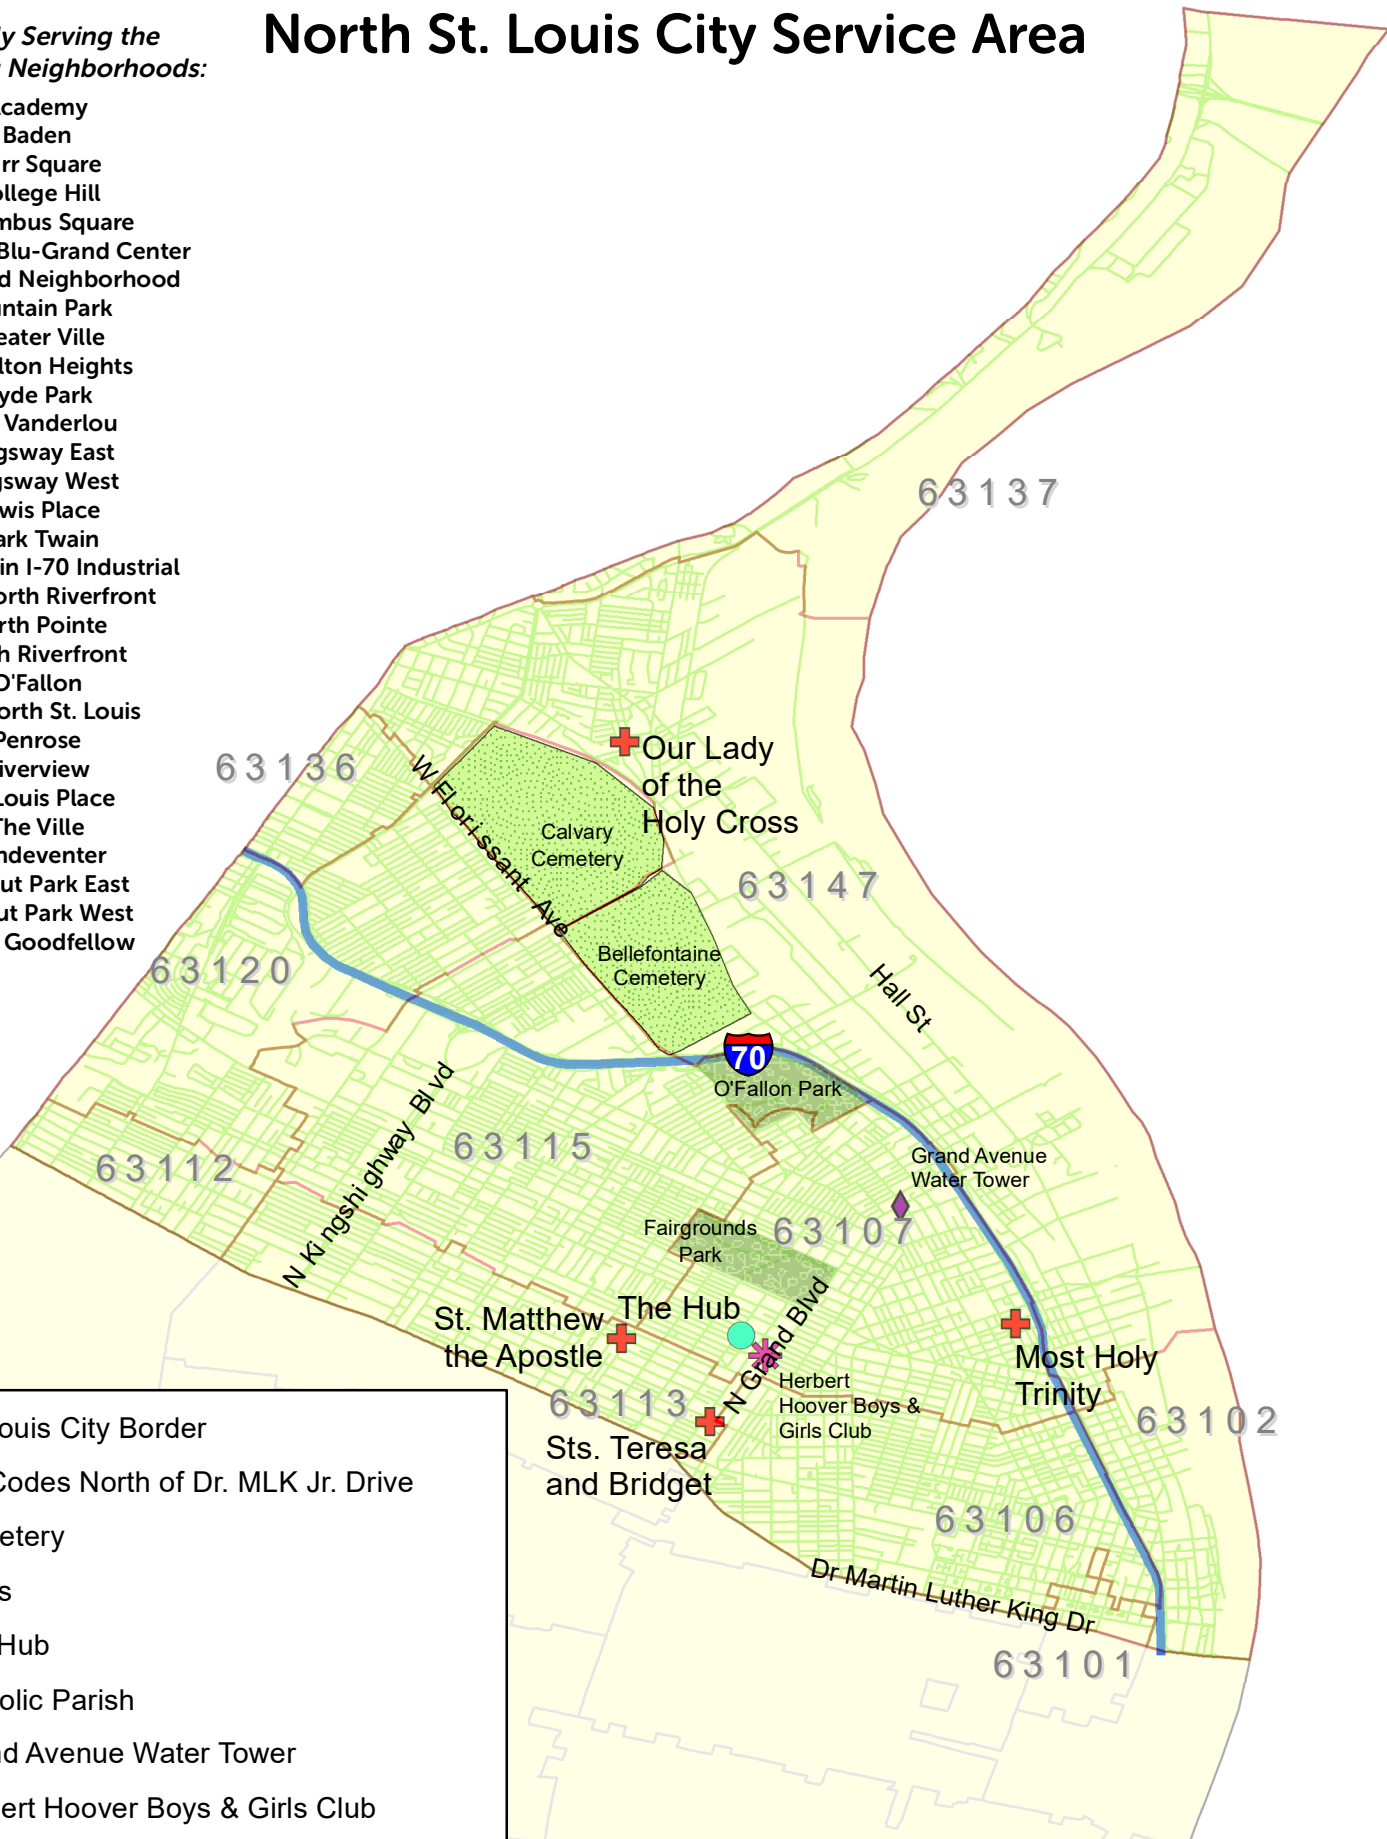 North St. Louis City Service Area
y Serving the
Neighborhoods:
cademy
Baden
rr Square
ollege Hill
mbus Square
Blu-Grand Center
d Neighborhood
untain Park
eater Ville
lton Heights
yde Park
Vanderlou
gsway East
gsway West
wis Place
ark Twain
in I-70 Industrial
orth Riverfront
rth Pointe
h Riverfront
O'Fallon
orth St. Louis
Penrose
iverview
Louis Place
The Ville
ndeventer
ut Park East
ut Park West
Goodfellow
63137
63136
Our Lady
of the
Holy Cross
W Florissant Ave
Calvary
Cemetery
63147
Bellefontaine
Cemetery
63120
Hall St
70
O'Fallon Park
N Kingshighway Blvd
63115
63112
Grand Avenue
Water Tower
Fairgrounds
Park
63107
The Hub
St. Matthew
the Apostle
N Grand Blvd
Most Holy
Trinity
Herbert
Hoover Boys &
Girls Club
63113
63102
Sts. Teresa
and Bridget
63106
Dr Martin Luther King Dr
63101
ouis City Border
Codes North of Dr. MLK Jr. Drive
etery
s
Hub
olic Parish
nd Avenue Water Tower
ert Hoover Boys & Girls Club